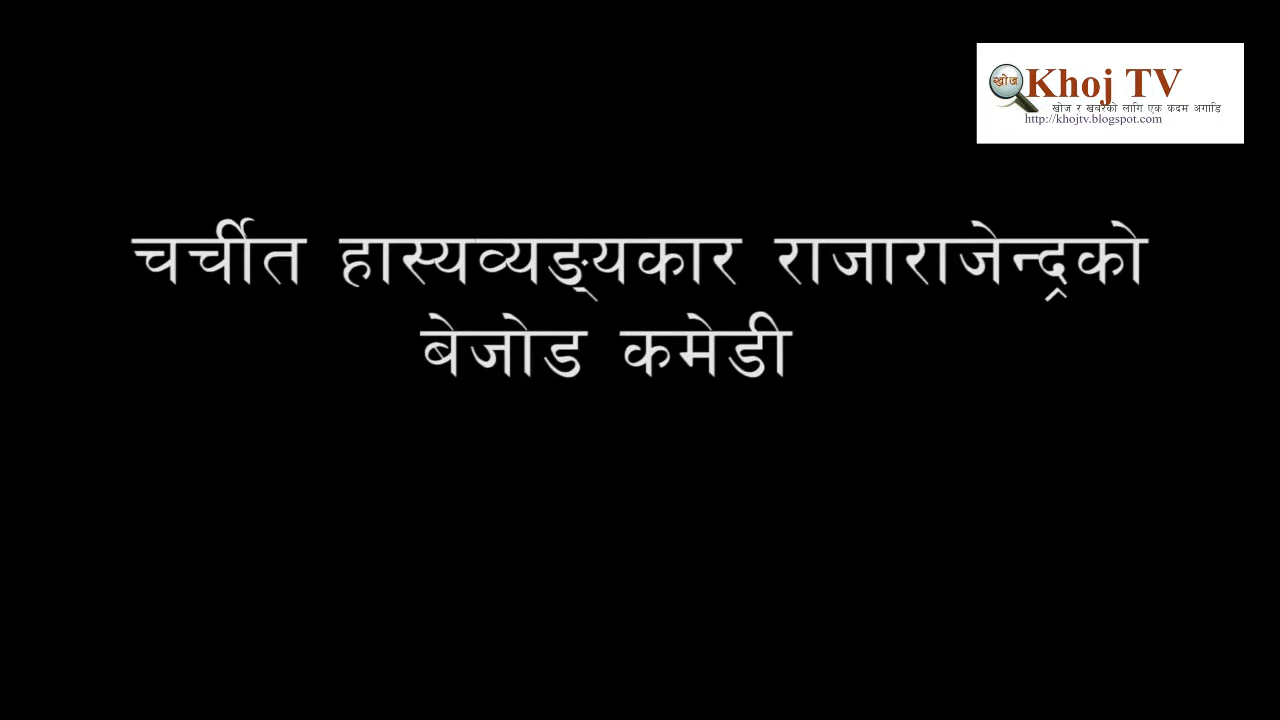 खोज
Khoj TV
खोज र खबरको लागि एक कदम अगाडि
http://khojtv.blogspot.com
चर्चीत हास्यव्यङ्यकार राजाराजेन्द्रको
बेजोड कमेडी